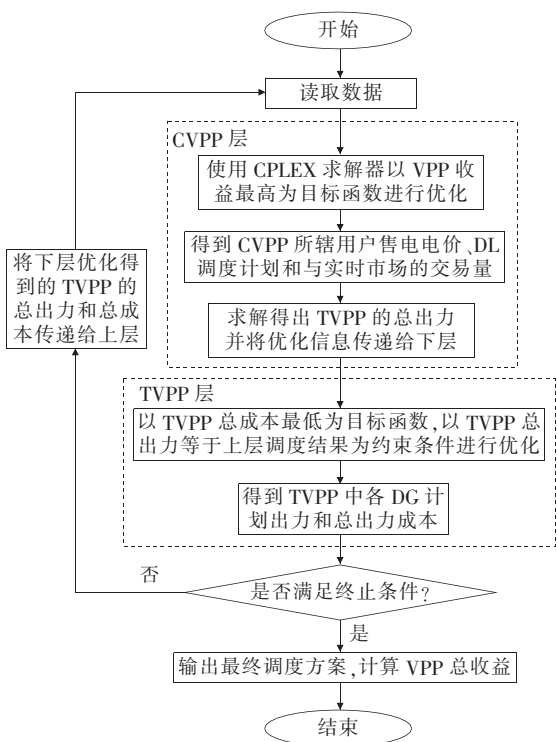 开始
读取数据
CVPP 层
使用 CPLEX 求解器以 VPP 收
益最高为目标函数进行优化
得到 CVPP 所辖用户售电电价、DL
调度计划和与实时市场的交易量
求解得出 TVPP 的总出力
并将优化信息传递给下层
将下层优化得
到的 TVPP 的
总出力和总成
本传递给上层
TVPP 层
以 TVPP 总成本最低为目标函数,以 TVPP 总
出力等于上层调度结果为约束条件进行优化
得到 TVPP 中各 DG 计
划出力和总出力成本
否
是否满足终止条件?
是
输出最终调度方案,计算 VPP 总收益
结束